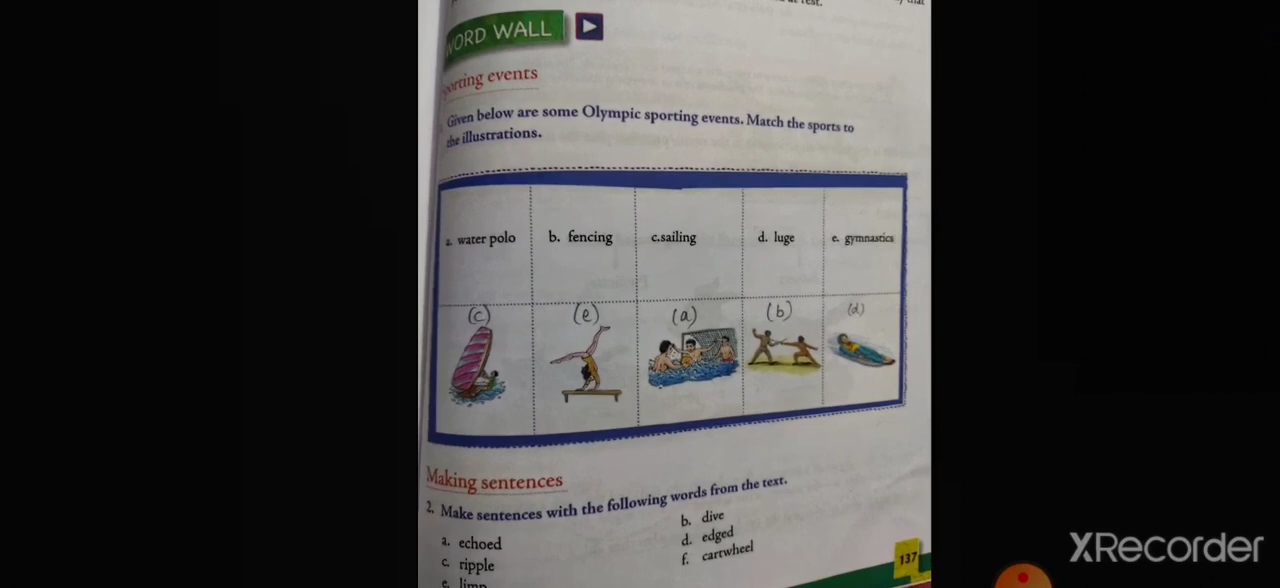 WORD WALL
porting events
Given below are some Olympic sporting events. Match the sports to
the illustrations.
a. water polo
b. fencing
c.sailing
d. luge
e. gymnastics
(c)
(e)
(a)
(b)
(d)
Making sentences
2. Make sentences with the following words from the text.
a. echoed
b. dive
c. ripple
d. edged
e. limp
f. cartwheel
137
XRecorder